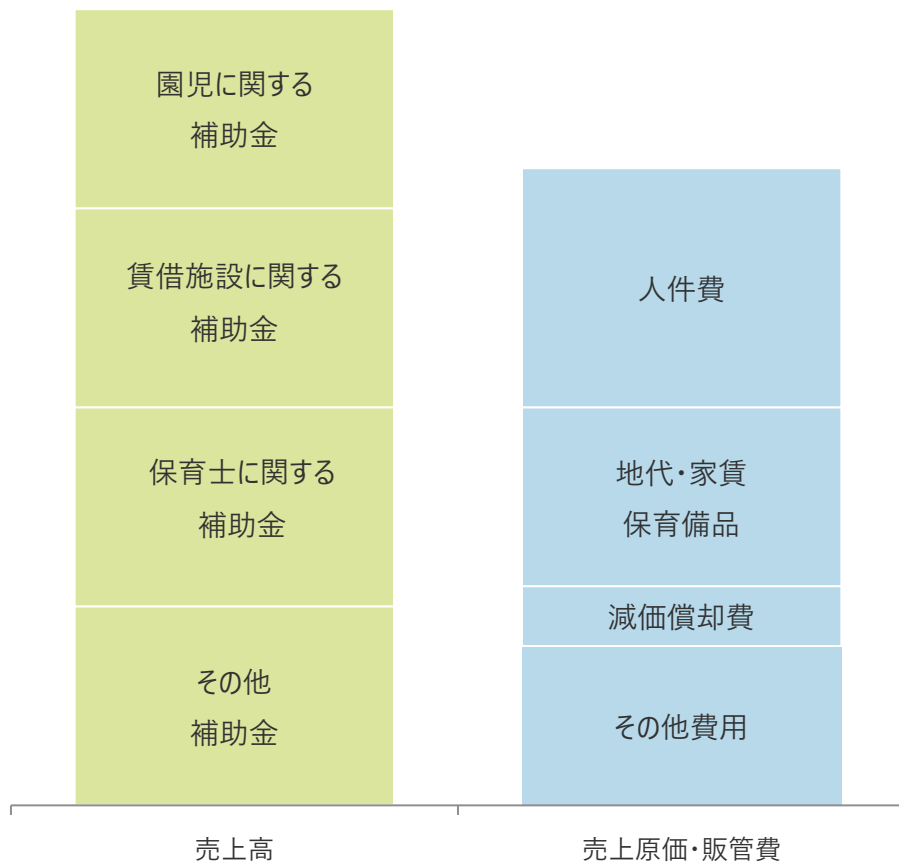 園児に関する
補助金
賃借施設に関する
補助金
保育士に関する
補助金
その他
補助金
売上高
人件費
地代・家賃
保育備品
減価償却費
その他費用
売上原価・販管費